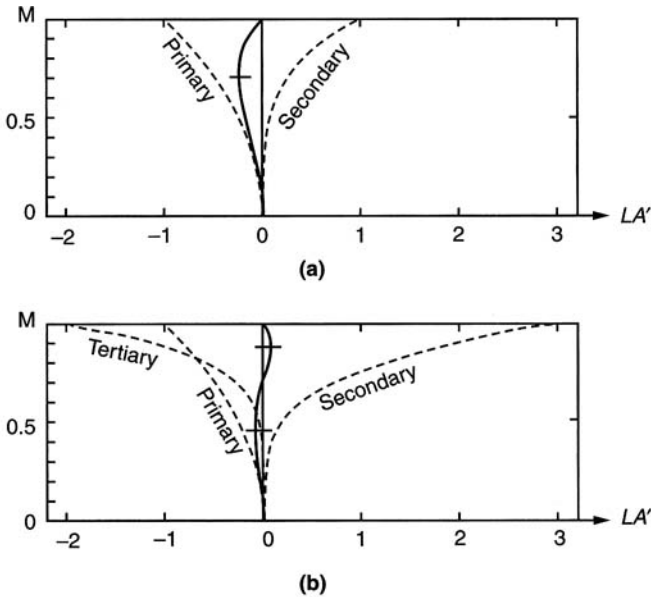 M
Primary
Secondary
0.5
0
−2 −1 0 1 2 3 LA′
(a)
M
Tertiary
Primary
Secondary
0.5
0
−2 −1 0 1 2 3 LA′
(b)